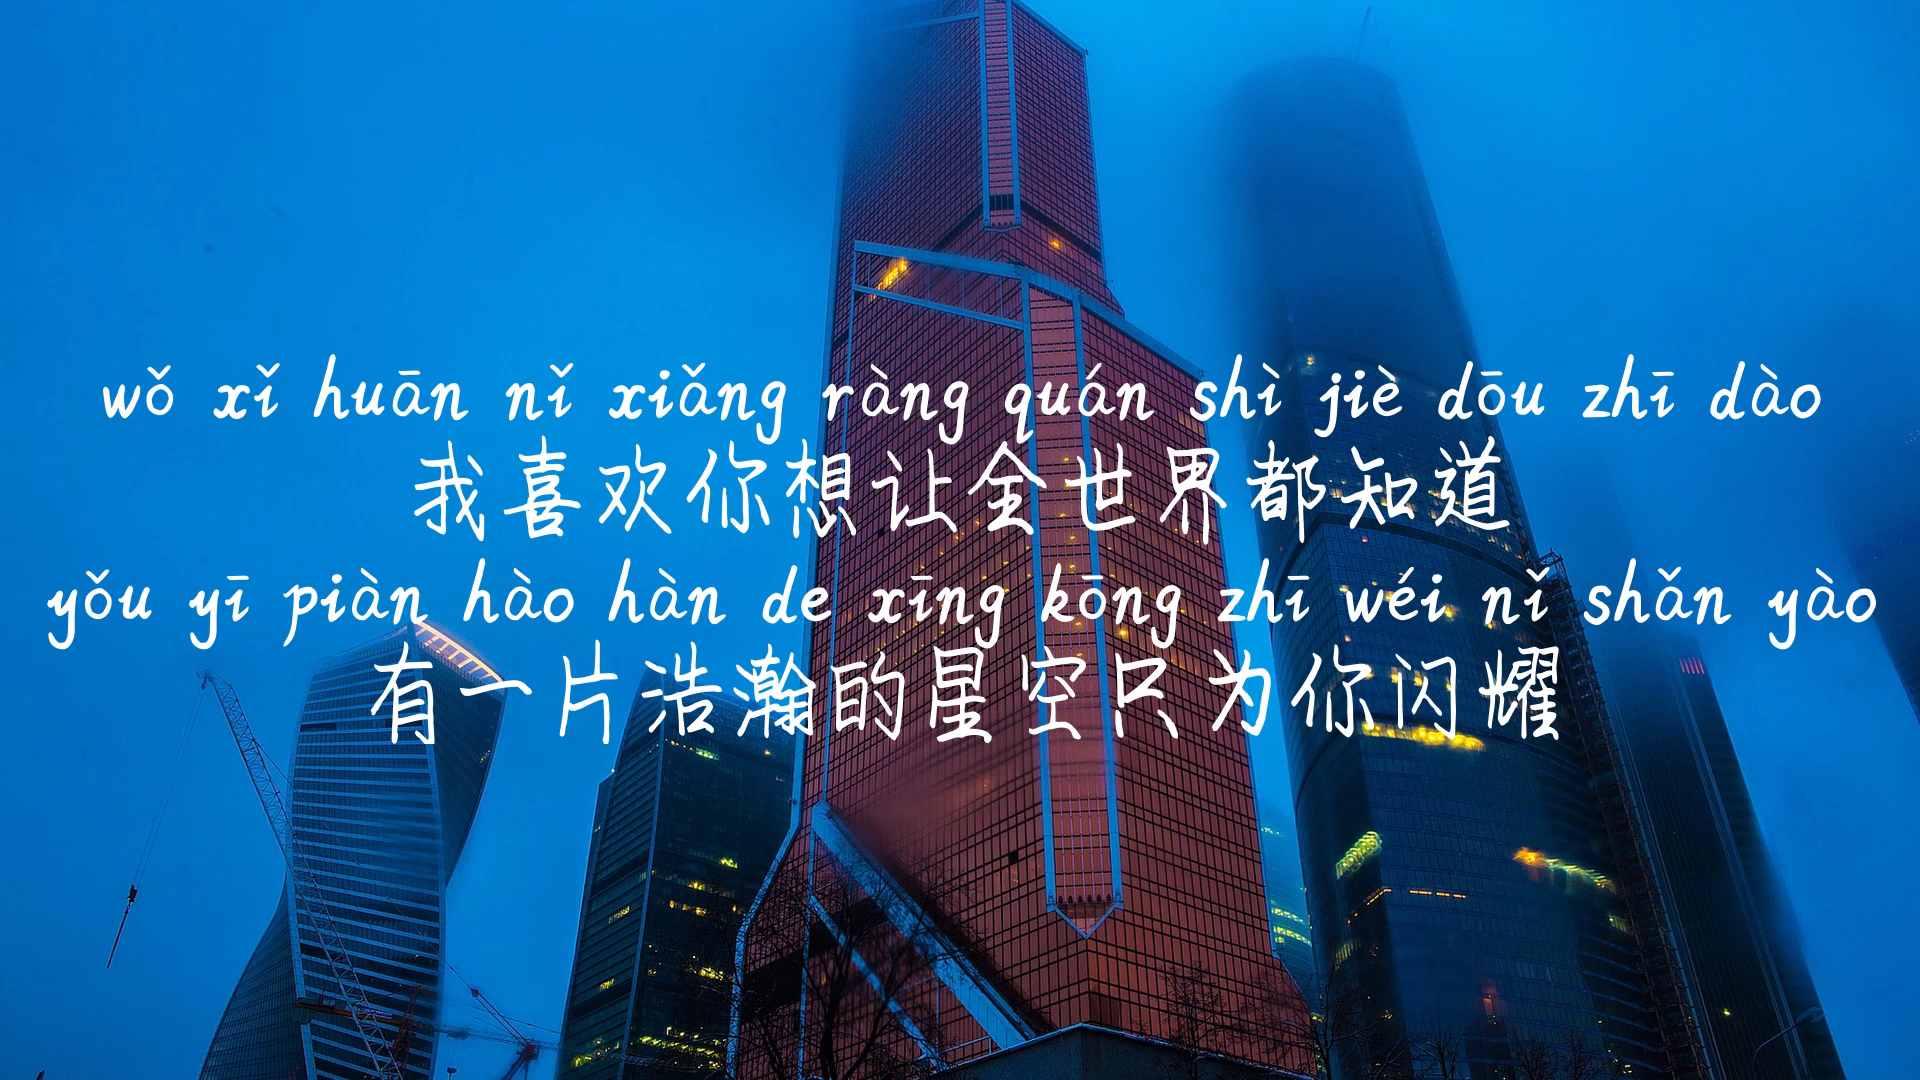 wǒ xǐ huān nǐ xiǎng ràng quán shì jiè dōu zhī dào
我喜欢你想让全世界都知道
yǒu yī piàn hào hàn de xīng kōng zhī wéi nǐ shǎn yào
有一片浩瀚的星空只为你闪耀